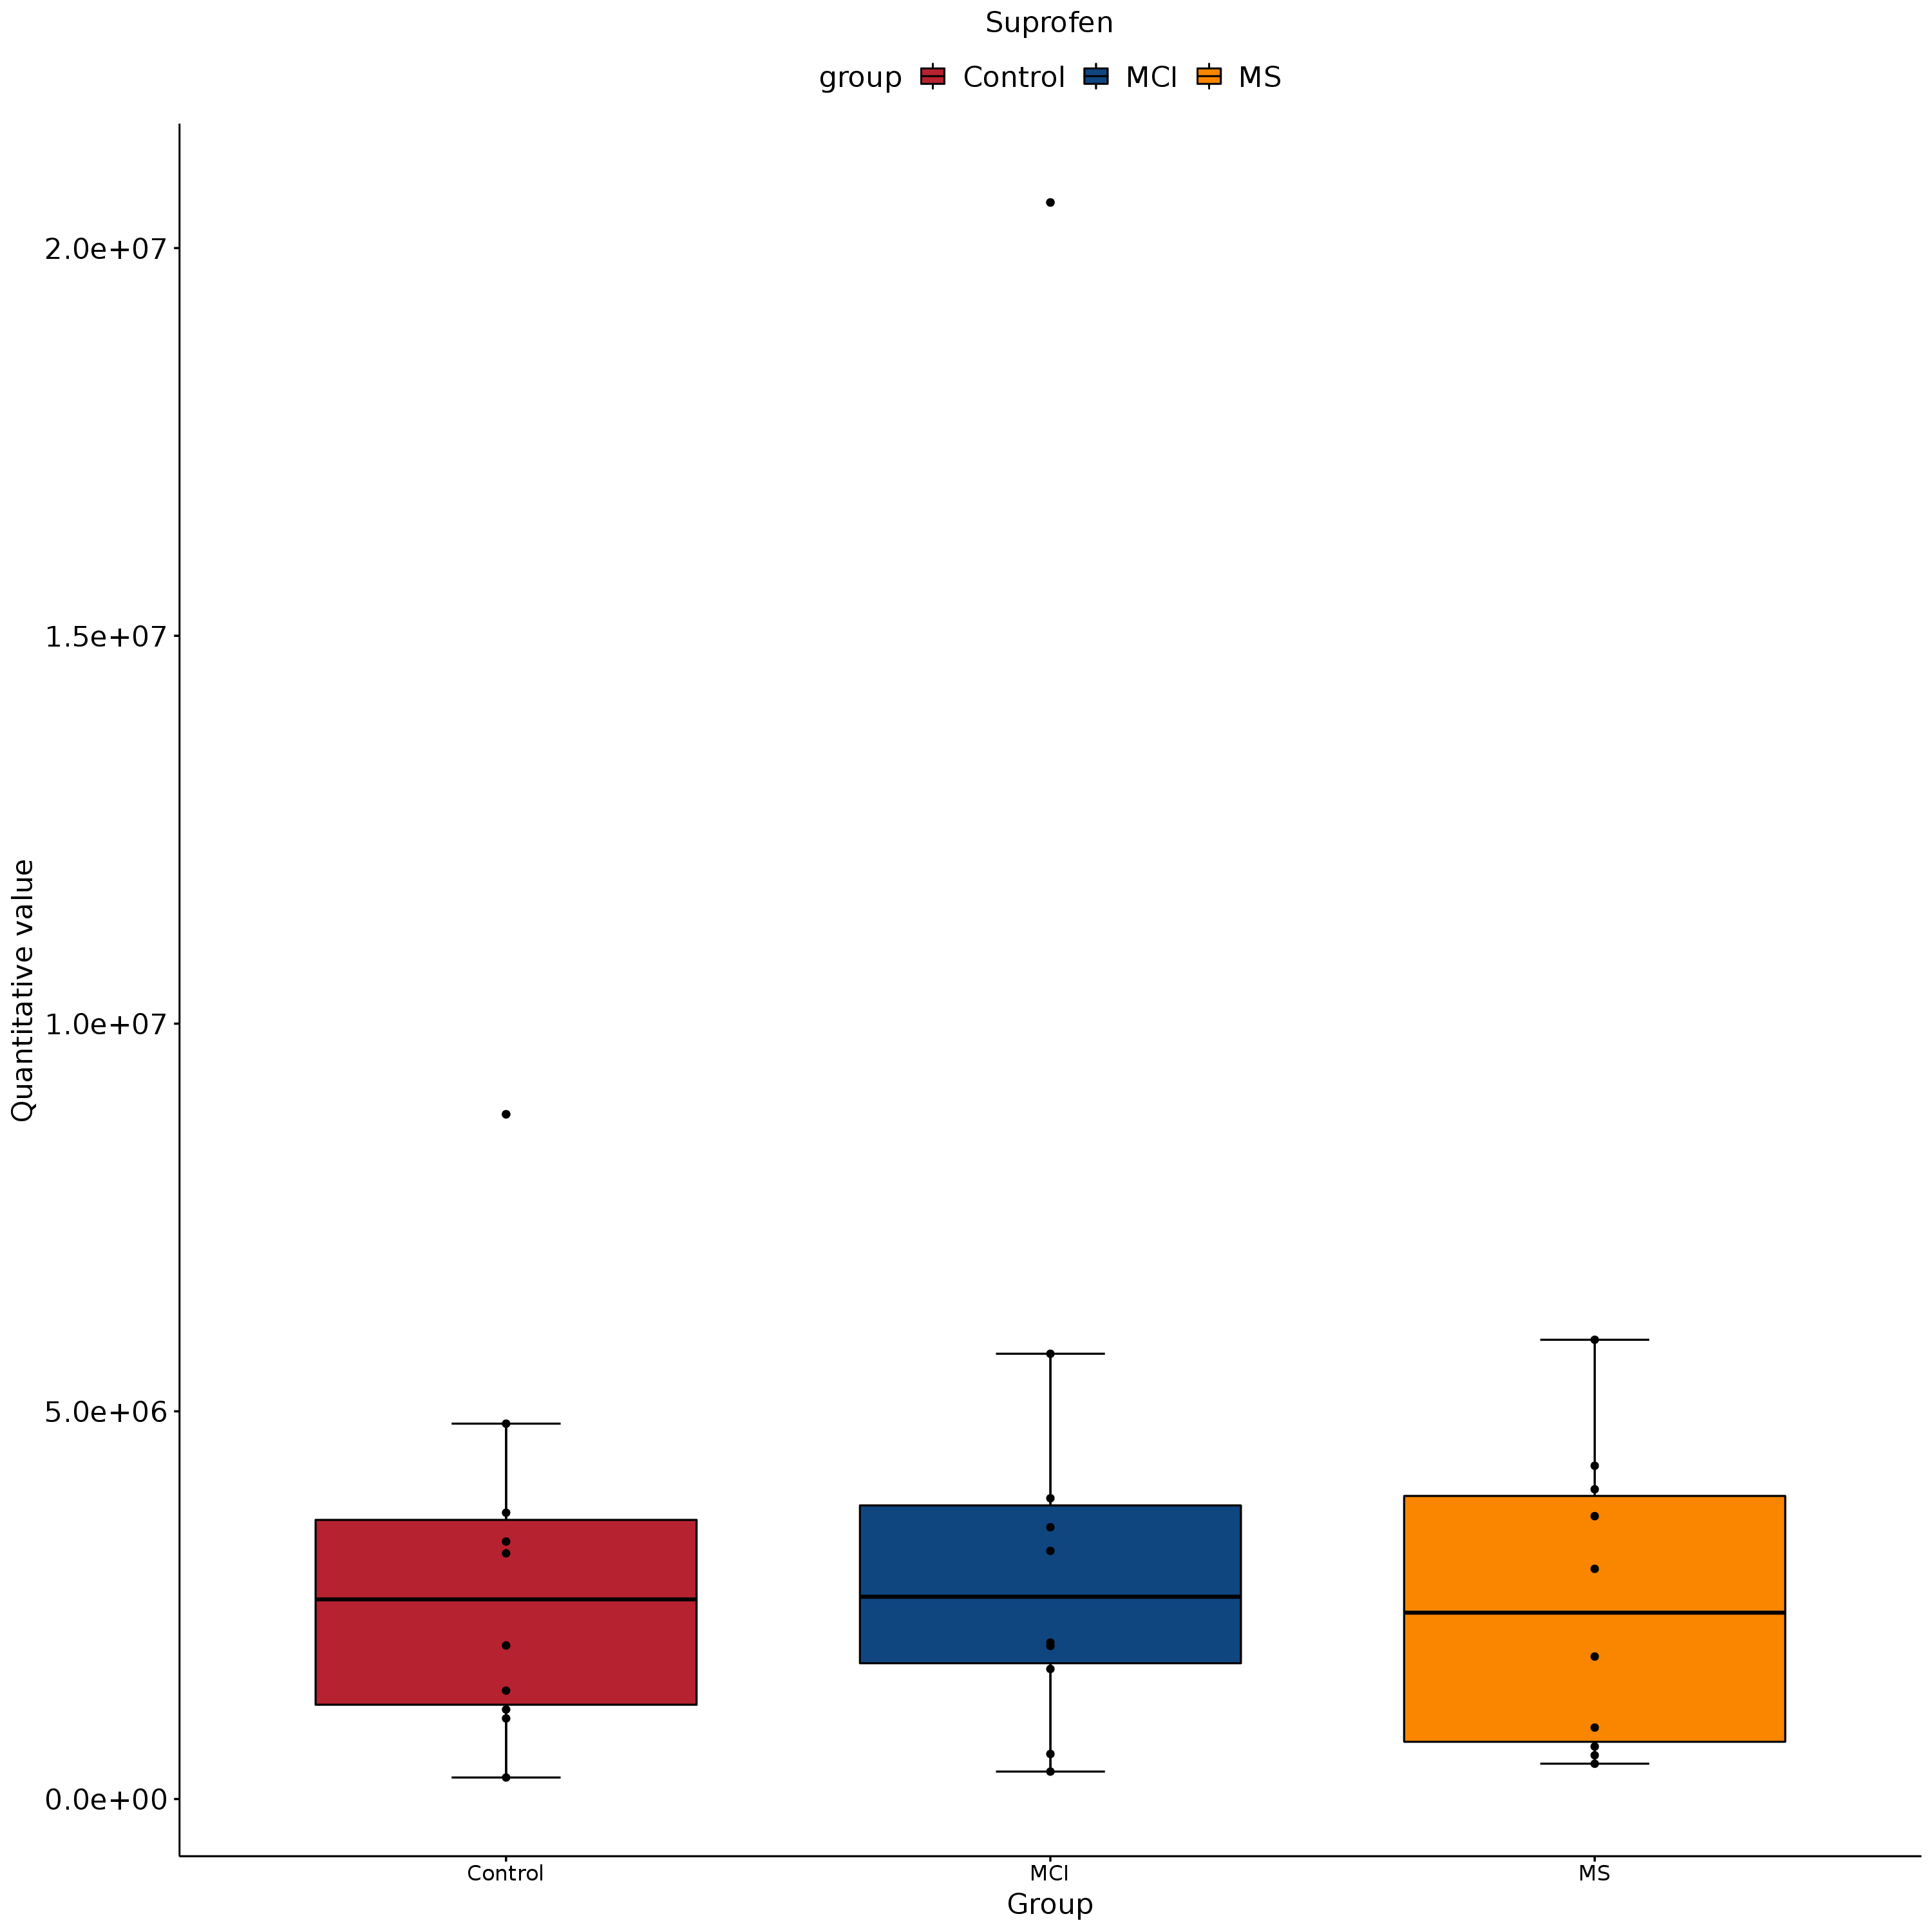 Suprofen
group Control MCI MS
Quantitative value
2.0e+07
1.5e+07
1.0e+07
5.0e+06
0.0e+00
Control MCI MS
Group